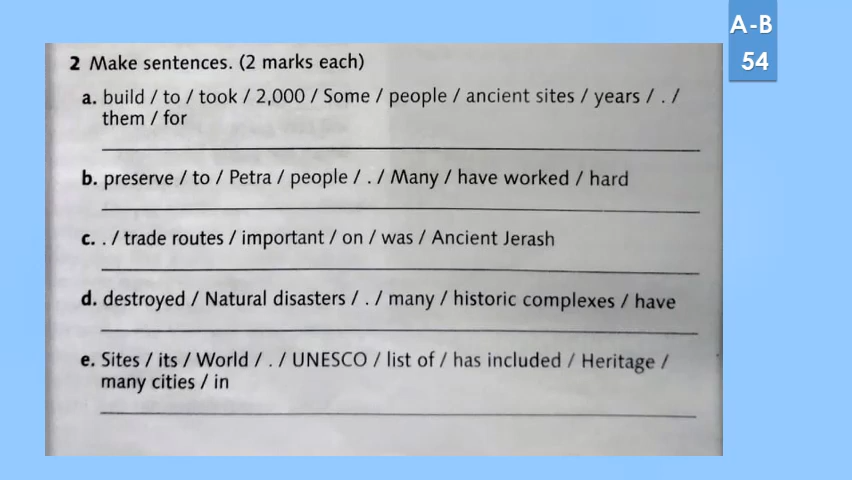 A-B
54
2 Make sentences. (2 marks each)
a. build / to / took / 2,000 / Some / people / ancient sites / years / . /
them / for
b. preserve / to / Petra / people / . / Many / have worked / hard
c. . / trade routes / important / on / was / Ancient Jerash
d. destroyed / Natural disasters / . / many / historic complexes / have
e. Sites / its / World / . / UNESCO / list of / has included / Heritage /
many cities / in